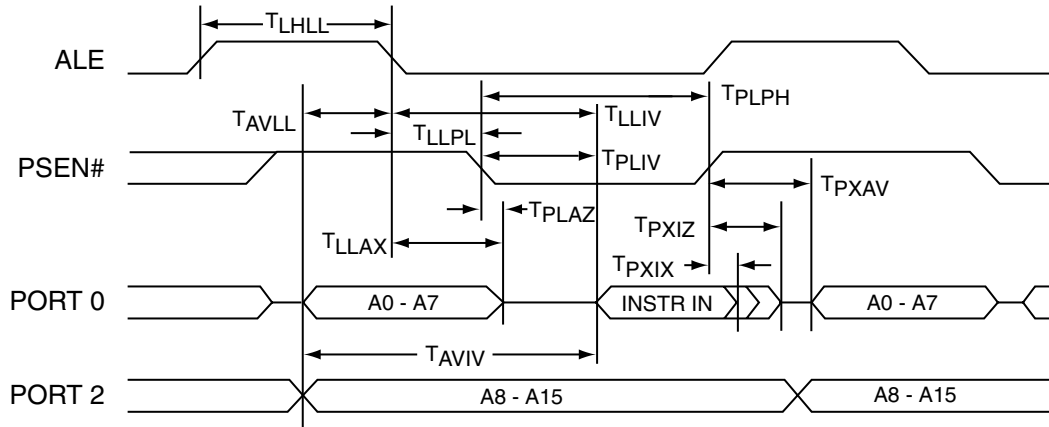 TLHLL
ALE
TPLPH
TAVLL
TLLIV
TLLPL
PSEN#
TPLIV
TPXAV
TPLAZ
TLLAX
TPXIZ
TPXIX
PORT 0
A0 - A7
INSTR IN
A0 - A7
TAVIV
PORT 2
A8 - A15
A8 - A15